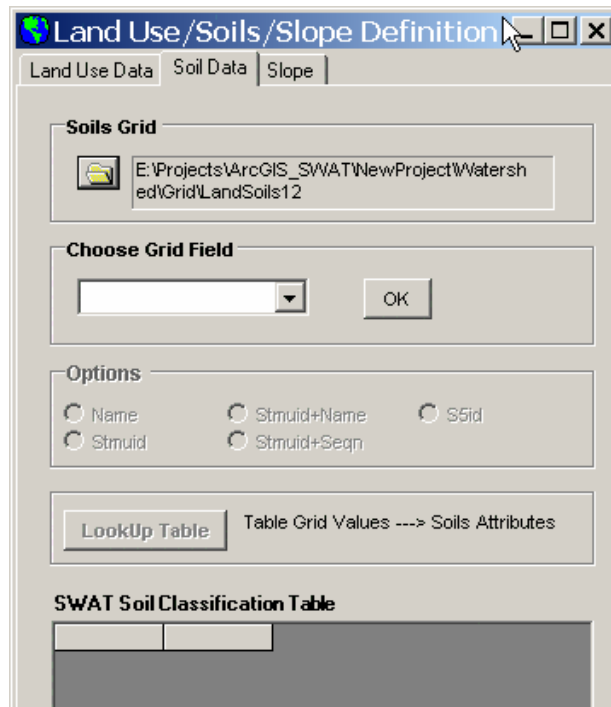 Land Use/Soils/Slope Definition
Land Use Data Soil Data Slope
Soils Grid
E:\Projects\ArcGIS_SWAT\NewProject\Watersh
ed\Grid\LandSoils12
Choose Grid Field
OK
Options
Name Stmuid+Name S5id
Stmuid Stmuid+Seqn
LookUp Table Table Grid Values ---> Soils Attributes
SWAT Soil Classification Table